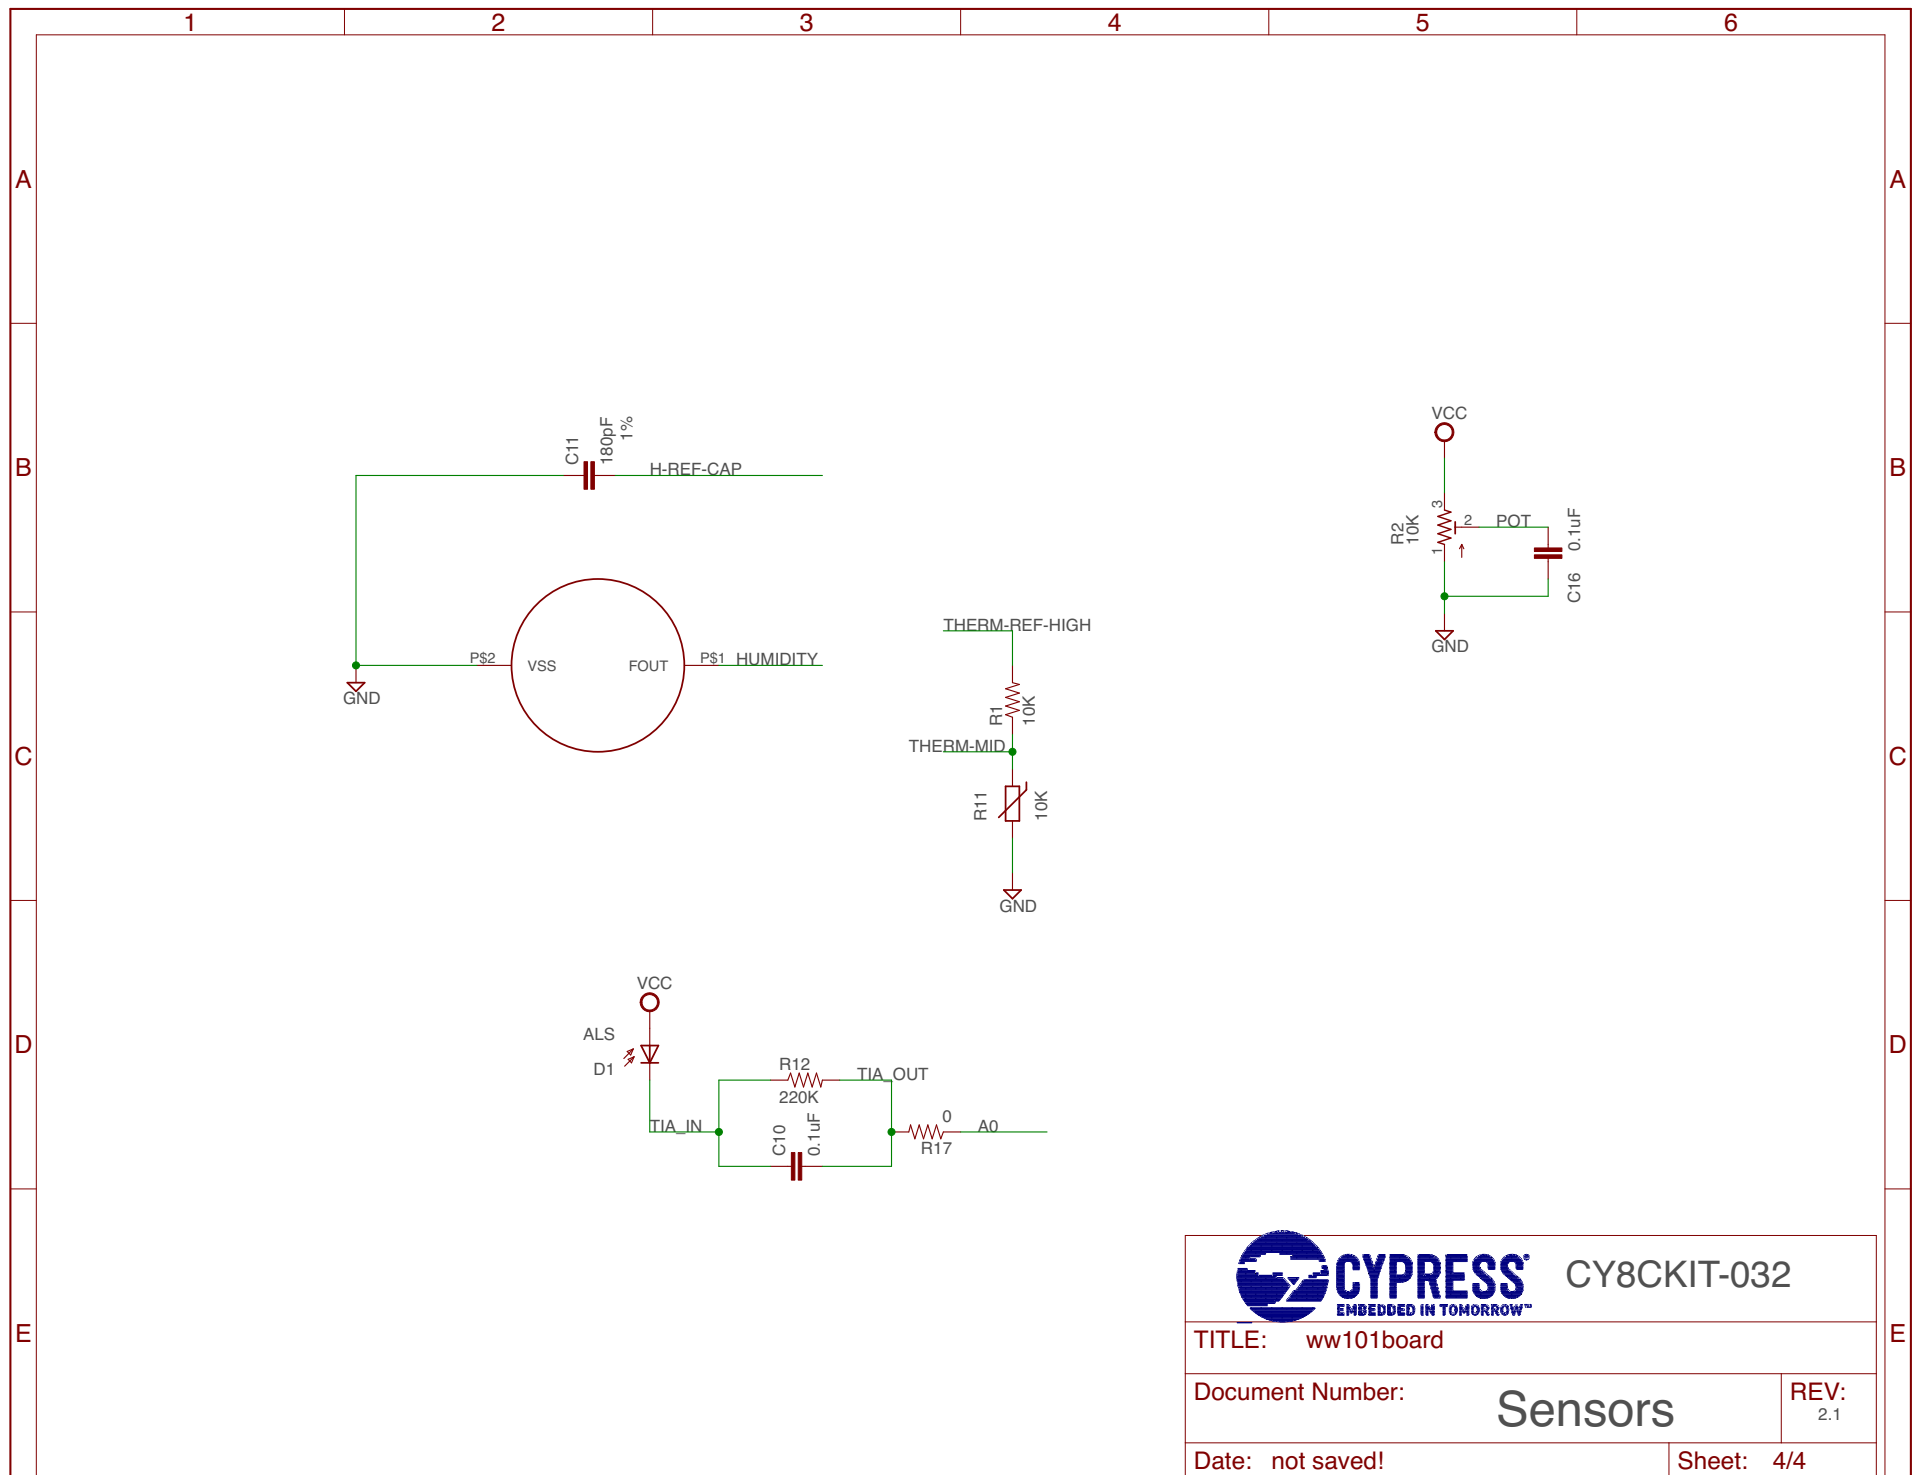 1 2 3 4 5 6
A A
B B
C C
D D
E E
C11
180pF
1%
H-REF-CAP
P$2
VSS
FOUT
P$1
HUMIDITY
GND
THERM-REF-HIGH
R1
10K
THERM-MID
R11
10K
GND
VCC
R2
10K
3
2
1
POT
0.1uF
C16
GND
VCC
ALS
D1
TIA_IN
R12
220K
TIA_OUT
C10
0.1uF
0
R17
A0
CYPRESS®
EMBEDDED IN TOMORROW™
CY8CKIT-032
TITLE: ww101board
Document Number: Sensors
REV:
2.1
Date: not saved!
Sheet: 4/4